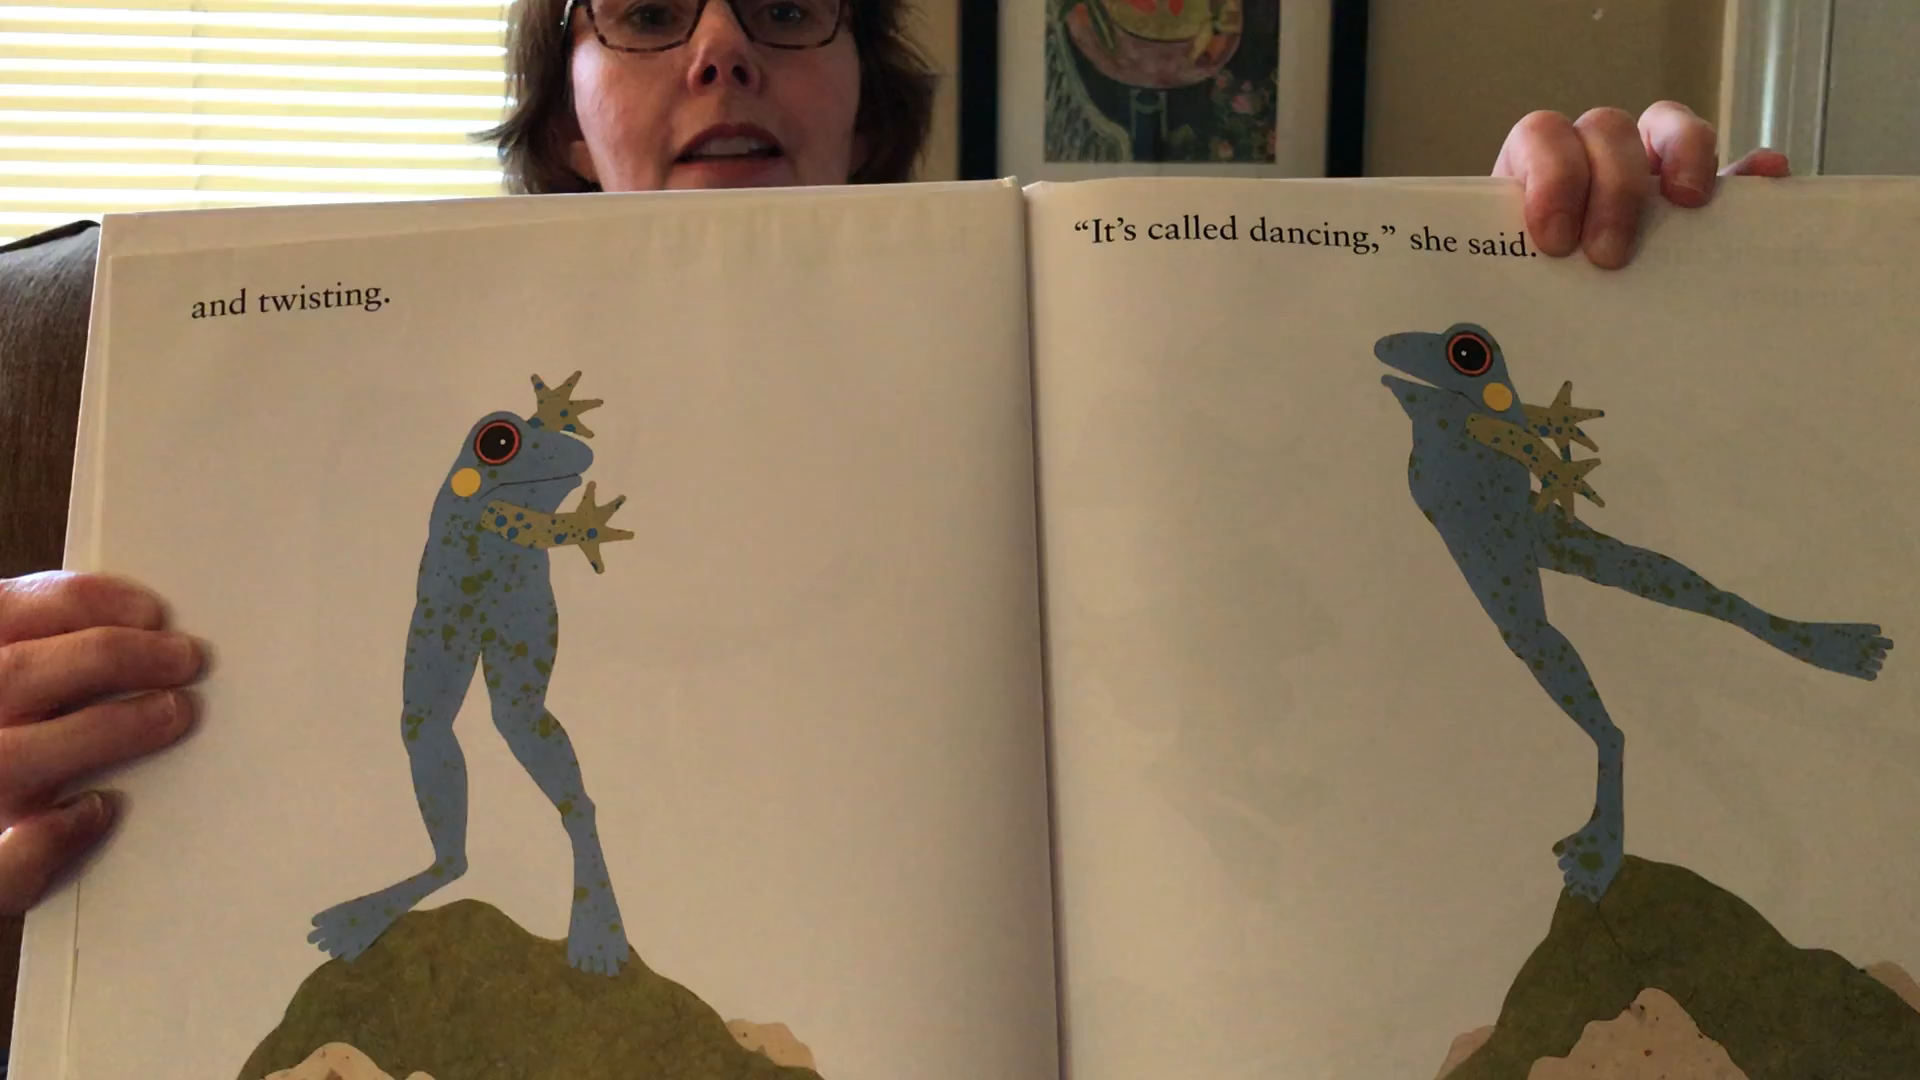 and twisting.
“It’s called dancing,” she said.